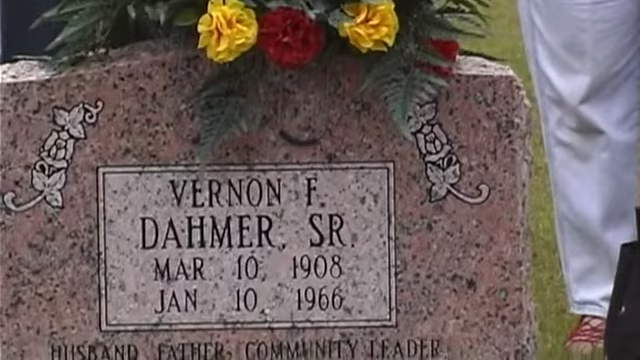 VERNON F.
DAHMER, SR.
MAR 10, 1908
JAN 10 1966
HUSBAND, FATHER, COMMUNITY LEADER